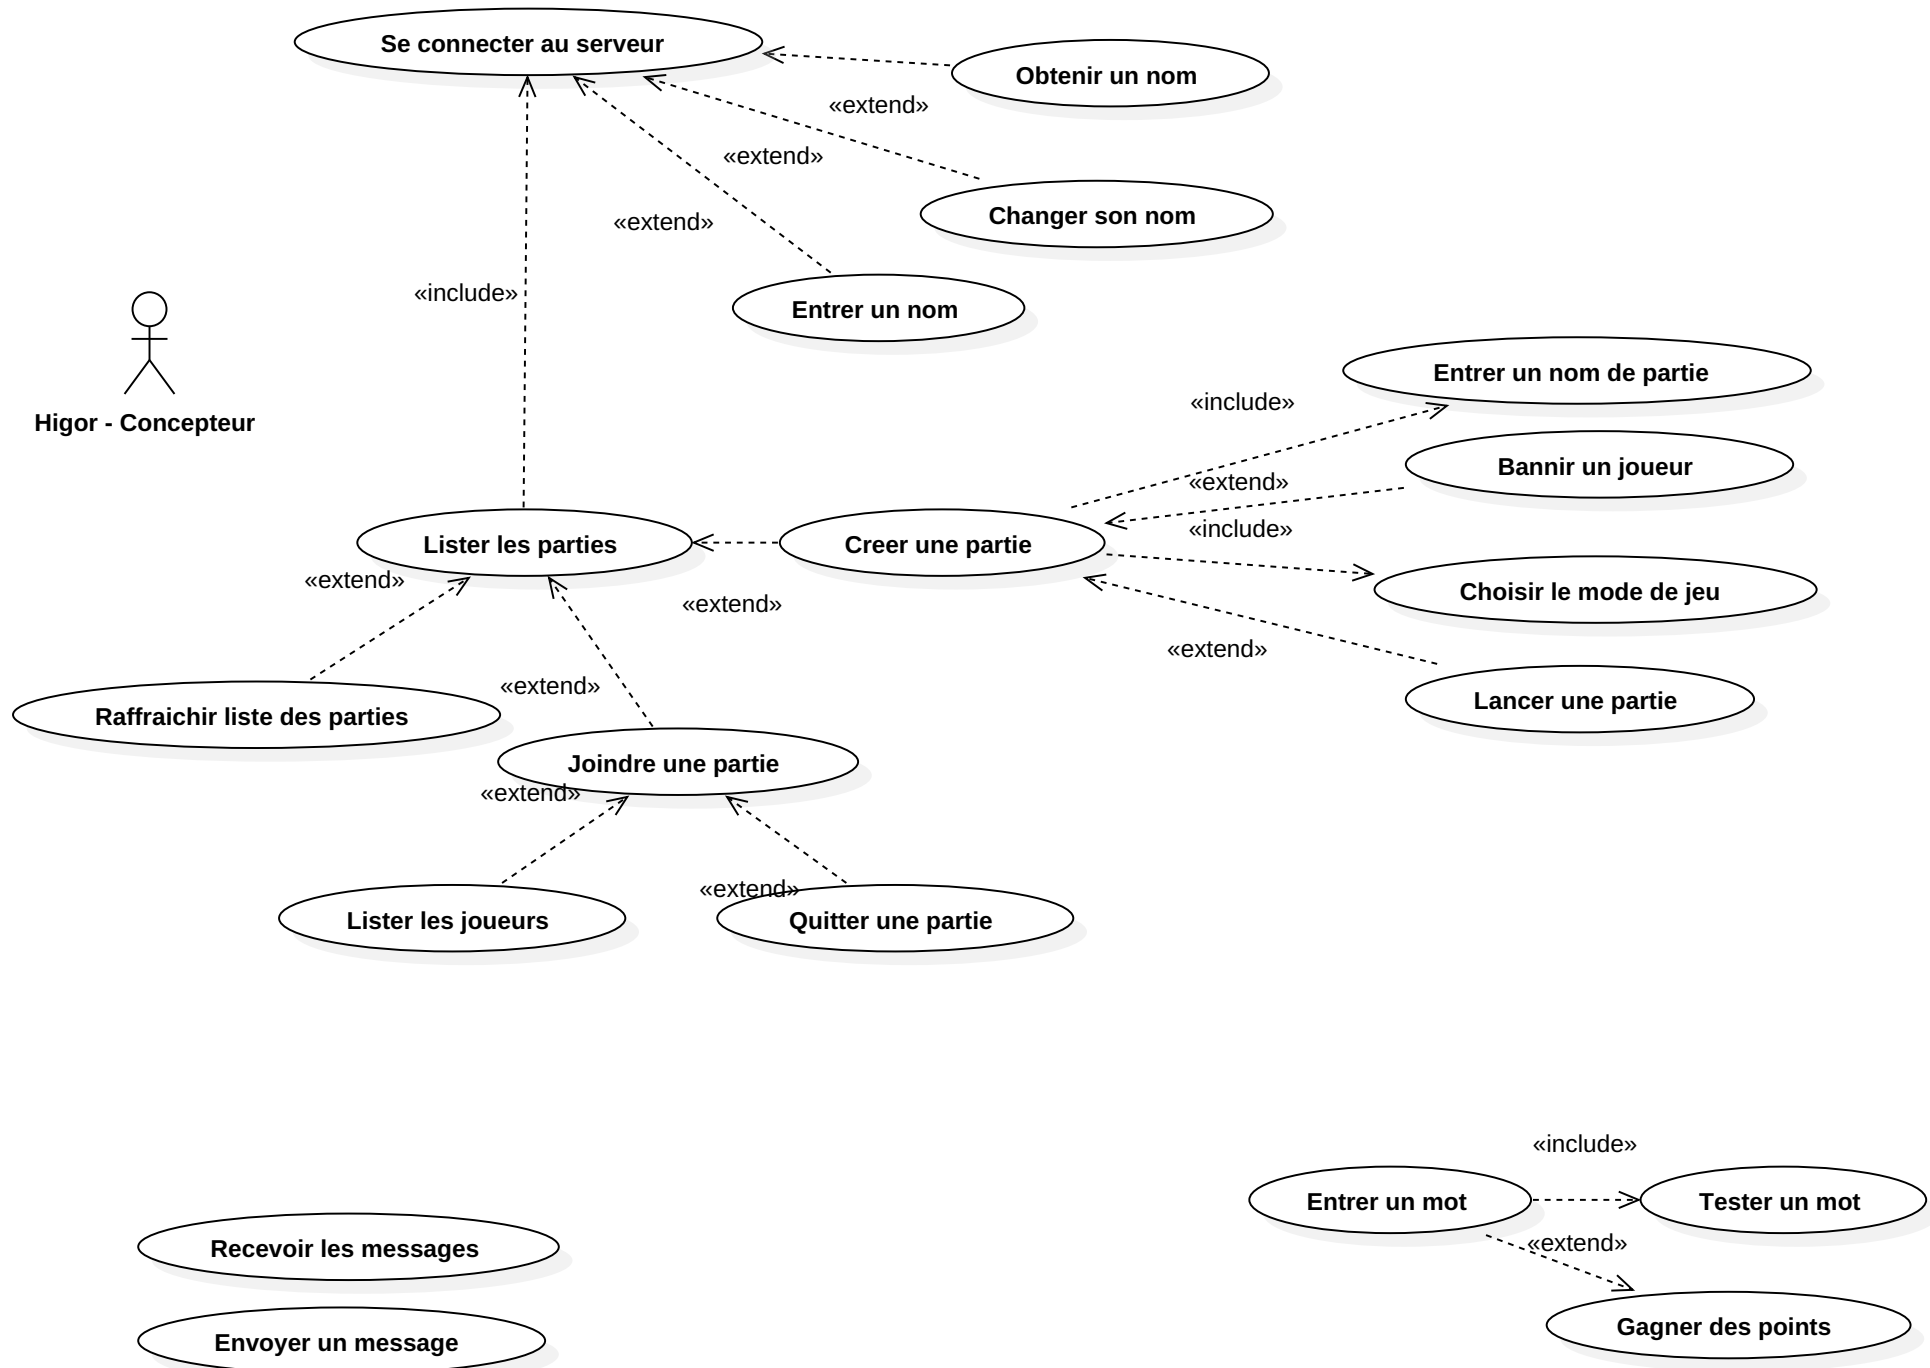 Se connecter au serveur
Obtenir un nom
«extend»
«extend»
Changer son nom
«extend»
«include»
Entrer un nom
Higor - Concepteur
Entrer un nom de partie
«include»
Bannir un joueur
«extend»
«include»
Lister les parties
Creer une partie
«extend»
Choisir le mode de jeu
«extend»
«extend»
«extend»
Lancer une partie
Raffraichir liste des parties
Joindre une partie
«extend»
«extend»
Lister les joueurs
Quitter une partie
«include»
Entrer un mot
Tester un mot
«extend»
Recevoir les messages
Gagner des points
Envoyer un message